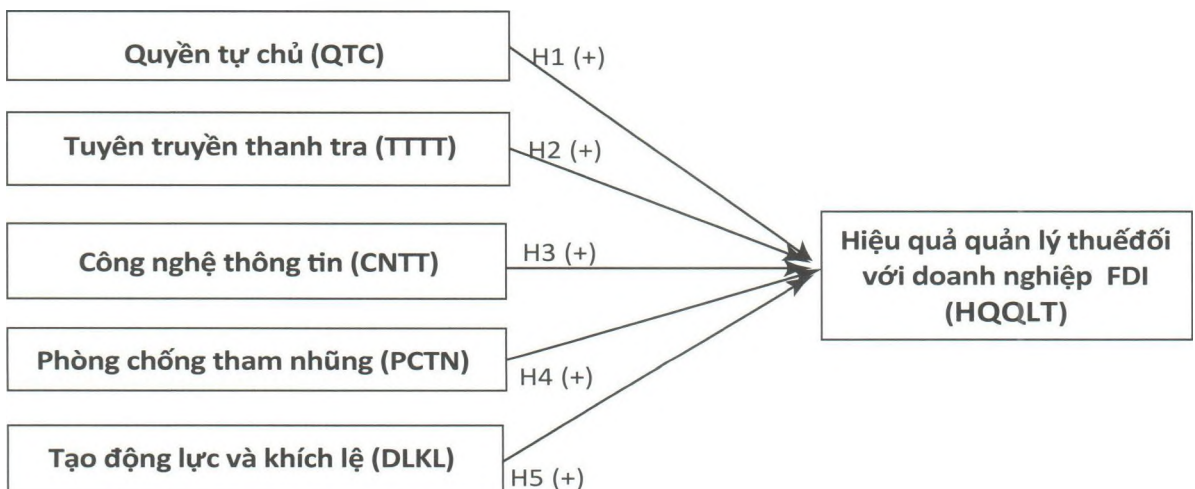 Quyền tự chủ (QTC)
H1 (+)
Tuyên truyền thanh tra (TTTT)
H2 (+)
Công nghệ thông tin (CNTT)
H3 (+)
Phòng chống tham nhũng (PCTN)
H4 (+)
Tạo động lực và khích lệ (DLKL)
H5 (+)
Hiệu quả quản lý thuếđối
với doanh nghiệp FDI
(HQQLT)